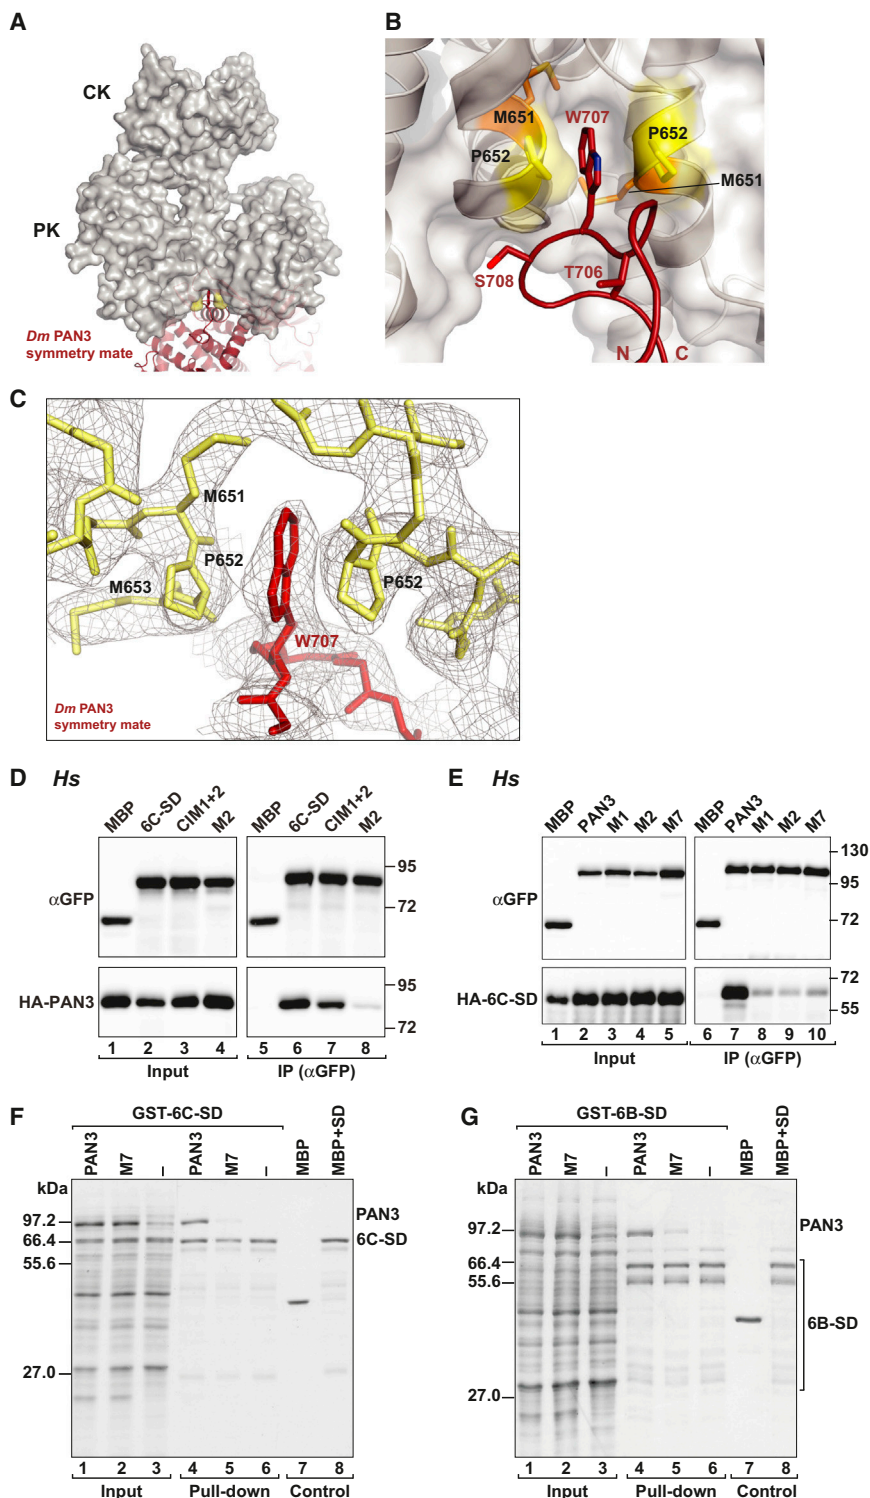 A
CK
PK
Dm PAN3
symmetry mate
B
M651
W707
P652
P652
M651
S708
T706
N
C
C
M651
P652
M653
P652
W707
Dm PAN3
symmetry mate
D Hs
MBP 6C-SD CIM1+2 M2 MBP 6C-SD CIM1+2 M2
αGFP
95
72
HA-PAN3
95
72
1 2 3 4 5 6 7 8
Input IP (αGFP)
E Hs
MBP PAN3 M1 M2 M7 MBP PAN3 M1 M2 M7
αGFP
130
95
72
HA-6C-SD
72
55
1 2 3 4 5 6 7 8 9 10
Input IP (αGFP)
F
GST-6C-SD
PAN3 M7 – PAN3 M7 – MBP MBP+SD
kDa
97.2
66.4
55.6
27.0
PAN3
6C-SD
1 2 3 4 5 6 7 8
Input Pull-down Control
G
GST-6B-SD
PAN3 M7 – PAN3 M7 – MBP MBP+SD
kDa
97.2
66.4
55.6
27.0
PAN3
6B-SD
1 2 3 4 5 6 7 8
Input Pull-down Control